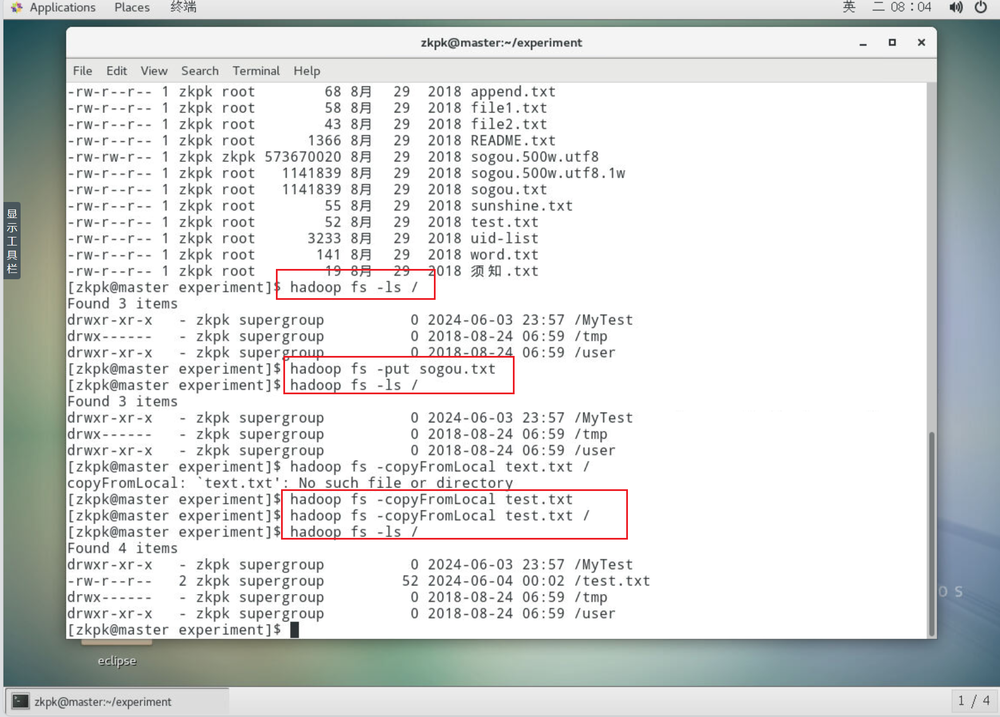 Applications Places 终端 英 二 08：04
zkpk@master:~/experiment
File Edit View Search Terminal Help
-rw-r--r-- 1 zkpk root 68 8月 29 2018 append.txt
-rw-r--r-- 1 zkpk root 58 8月 29 2018 file1.txt
-rw-r--r-- 1 zkpk root 43 8月 29 2018 file2.txt
-rw-r--r-- 1 zkpk root 1366 8月 29 2018 README.txt
-rw-rw-r-- 1 zkpk zkpk 573670020 8月 29 2018 sogou.500w.utf8
-rw-r--r-- 1 zkpk root 1141839 8月 29 2018 sogou.500w.utf8.1w
-rw-r--r-- 1 zkpk root 1141839 8月 29 2018 sogou.txt
-rw-r--r-- 1 zkpk root 55 8月 29 2018 sunshine.txt
-rw-r--r-- 1 zkpk root 52 8月 29 2018 test.txt
-rw-r--r-- 1 zkpk root 3233 8月 29 2018 uid-list
-rw-r--r-- 1 zkpk root 141 8月 29 2018 word.txt
-rw-r--r-- 1 zkpk root 19 8月 29 2018 须知.txt
[zkpk@master experiment]$ hadoop fs -ls /
Found 3 items
drwxr-xr-x - zkpk supergroup 0 2024-06-03 23:57 /MyTest
drwx------ - zkpk supergroup 0 2018-08-24 06:59 /tmp
drwxr-xr-x - zkpk supergroup 0 2018-08-24 06:59 /user
[zkpk@master experiment]$ hadoop fs -put sogou.txt
[zkpk@master experiment]$ hadoop fs -ls /
Found 3 items
drwxr-xr-x - zkpk supergroup 0 2024-06-03 23:57 /MyTest
drwx------ - zkpk supergroup 0 2018-08-24 06:59 /tmp
drwxr-xr-x - zkpk supergroup 0 2018-08-24 06:59 /user
[zkpk@master experiment]$ hadoop fs -copyFromLocal text.txt /
copyFromLocal: `text.txt': No such file or directory
[zkpk@master experiment]$ hadoop fs -copyFromLocal test.txt
[zkpk@master experiment]$ hadoop fs -copyFromLocal test.txt /
[zkpk@master experiment]$ hadoop fs -ls /
Found 4 items
drwxr-xr-x - zkpk supergroup 0 2024-06-03 23:57 /MyTest
-rw-r--r-- 2 zkpk supergroup 52 2024-06-04 00:02 /test.txt
drwx------ - zkpk supergroup 0 2018-08-24 06:59 /tmp
drwxr-xr-x - zkpk supergroup 0 2018-08-24 06:59 /user
[zkpk@master experiment]$
显示工具栏
O S
eclipse
zkpk@master:~/experiment
1 / 4